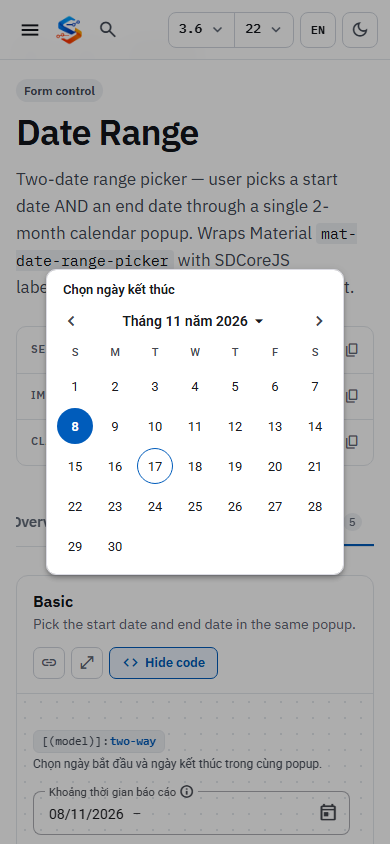 3.6
22
EN
Form control
Date Range
Two-date range picker — user picks a start
date AND an end date through a single 2-
month calendar popup. Wraps Material mat-
date-range-picker with SDCoreJS
labe
t.
Chọn ngày kết thúc
Tháng 11 năm 2026
S M T W T F S
1 2 3 4 5 6 7
8 9 10 11 12 13 14
15 16 17 18 19 20 21
22 23 24 25 26 27 28
29 30
SE
IM
CL
Overv
5
Basic
Pick the start date and end date in the same popup.
Hide code
[(model)]:two-way
Chọn ngày bắt đầu và ngày kết thúc trong cùng popup.
Khoảng thời gian báo cáo
08/11/2026 –